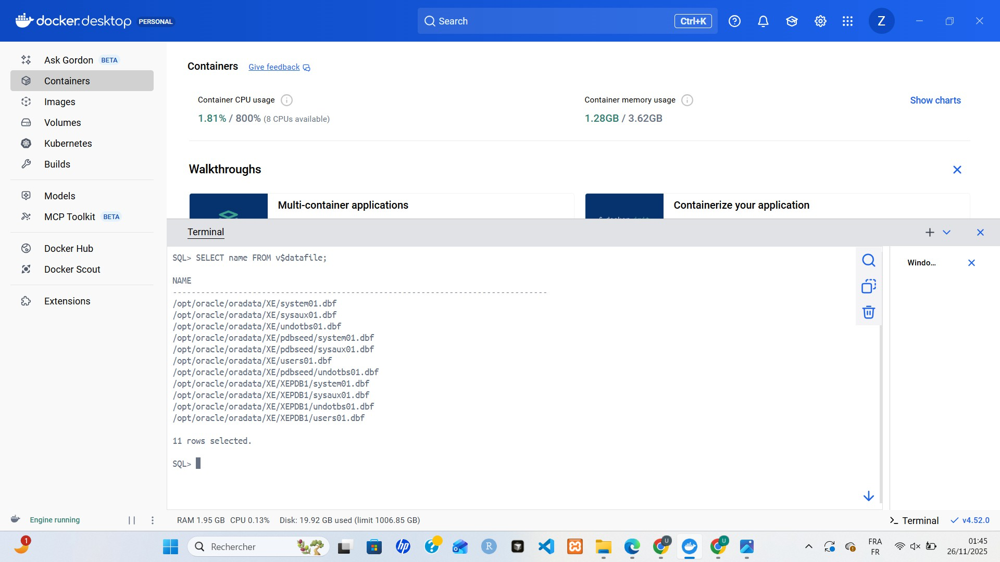 docker.desktop PERSONAL
Search
Ctrl+K
Z
Ask Gordon BETA
Containers
Images
Volumes
Kubernetes
Builds
Models
MCP Toolkit BETA
Docker Hub
Docker Scout
Extensions
Containers Give feedback
Container CPU usage
1.81% / 800% (8 CPUs available)
Container memory usage
1.28GB / 3.62GB
Show charts
Walkthroughs
Multi-container applications
Containerize your application
Terminal
Windo...
SQL> SELECT name FROM v$datafile;
NAME
--------------------------------------------------------------------------------
/opt/oracle/oradata/XE/system01.dbf
/opt/oracle/oradata/XE/sysaux01.dbf
/opt/oracle/oradata/XE/undotbs01.dbf
/opt/oracle/oradata/XE/pdbseed/system01.dbf
/opt/oracle/oradata/XE/pdbseed/sysaux01.dbf
/opt/oracle/oradata/XE/users01.dbf
/opt/oracle/oradata/XE/pdbseed/undotbs01.dbf
/opt/oracle/oradata/XE/XEPDB1/system01.dbf
/opt/oracle/oradata/XE/XEPDB1/sysaux01.dbf
/opt/oracle/oradata/XE/XEPDB1/undotbs01.dbf
/opt/oracle/oradata/XE/XEPDB1/users01.dbf
11 rows selected.
SQL>
Engine running
RAM 1.95 GB CPU 0.13% Disk: 19.92 GB used (limit 1006.85 GB)
>_ Terminal
v4.52.0
1
Rechercher
hp
R
U
U
FRA
FR
01:45
26/11/2025